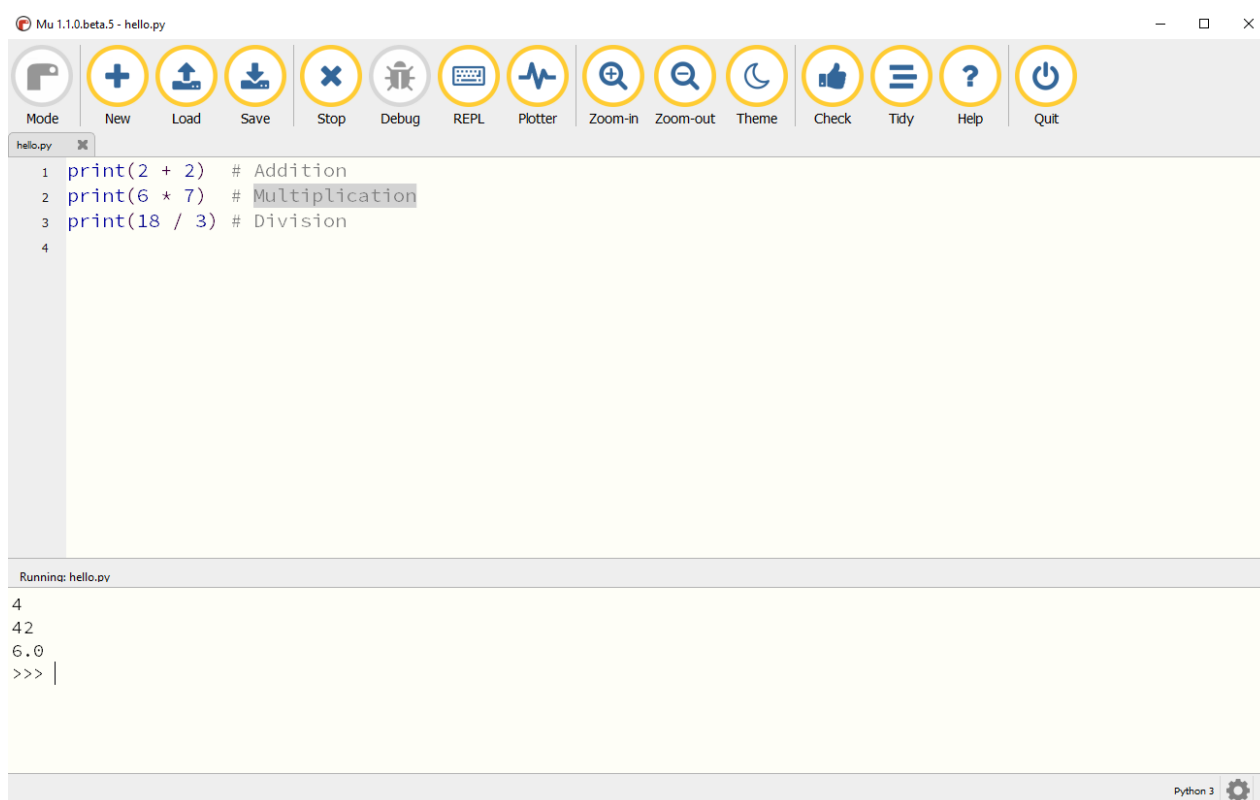 Mu 1.1.0.beta.5 - hello.py
Mode New Load Save Stop Debug REPL Plotter Zoom-in Zoom-out Theme Check Tidy Help Quit
hello.py
1 print(2 + 2)  # Addition
2 print(6 * 7)  # Multiplication
3 print(18 / 3) # Division
4
Running: hello.py
4
42
6.0
>>>
Python 3